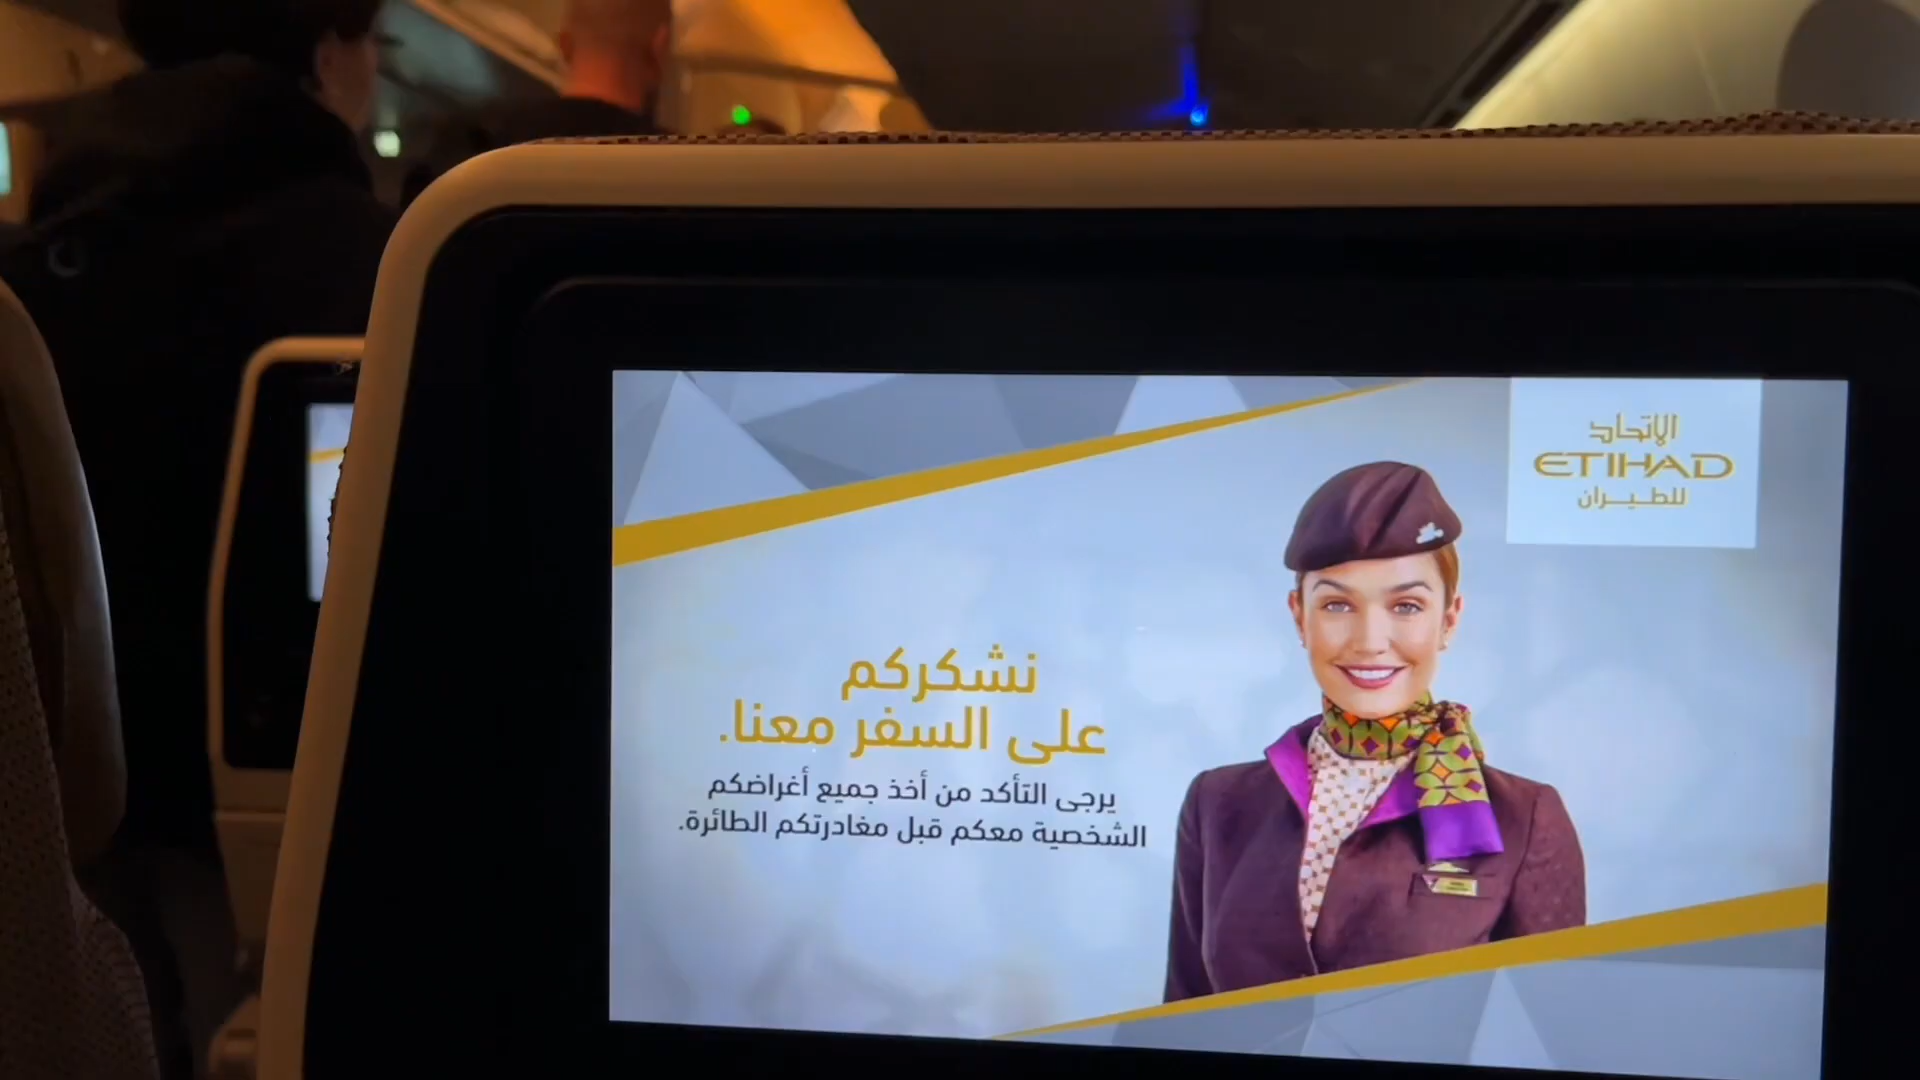 الاتحاد
ETIHAD
للطيران
نشكركم
على السفر معنا.
يرجى التأكد من أخذ جميع أغراضكم
الشخصية معكم قبل مغادرتكم الطائرة.